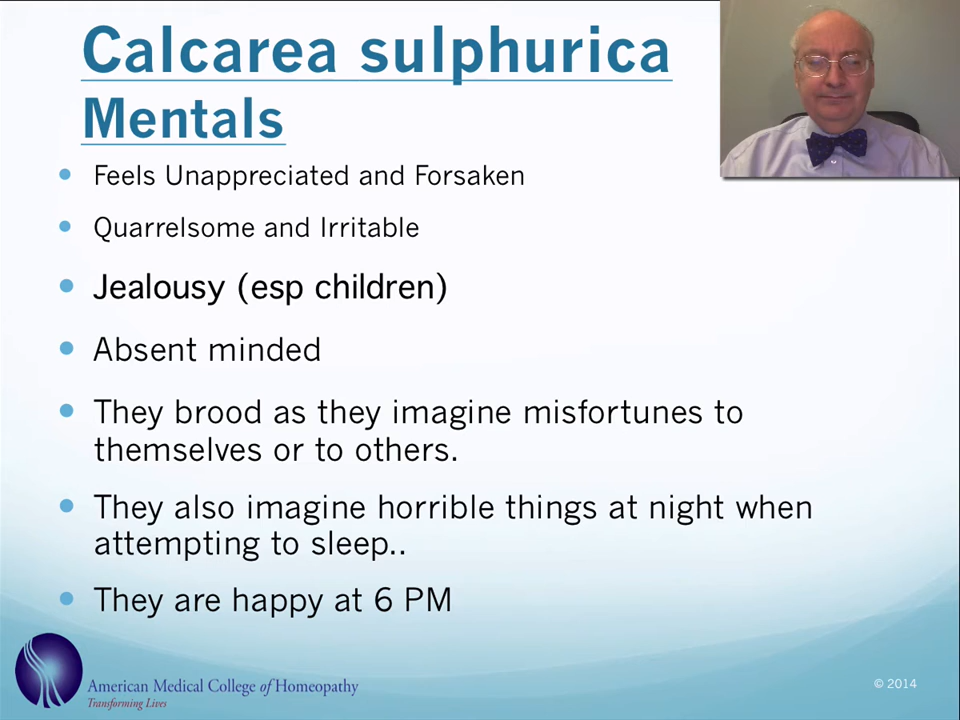 Calcarea sulphurica
Mentals
Feels Unappreciated and Forsaken
Quarrelsome and Irritable
Jealousy (esp children)
Absent minded
They brood as they imagine misfortunes to
themselves or to others.
They also imagine horrible things at night when
attempting to sleep..
They are happy at 6 PM
American Medical College of Homeopathy
Transforming Lives
© 2014